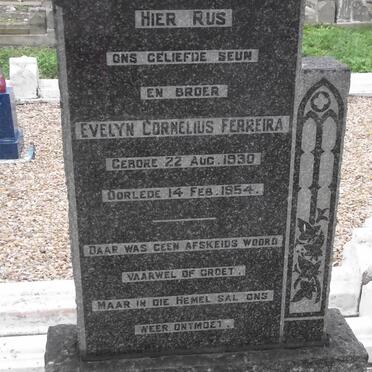 HIER RUS
ONS GELIEFDE SEUN
EN BROER
EVELYN CORNELIUS FERREIRA
GEBORE 22 AUG. 1930
OORLEDE 14 FEB. 1954.
DAAR WAS GEEN AFSKEIDS WOORD
VAARWEL OF GROET.
MAAR IN DIE HEMEL SAL ONS
WEER ONTMOET.